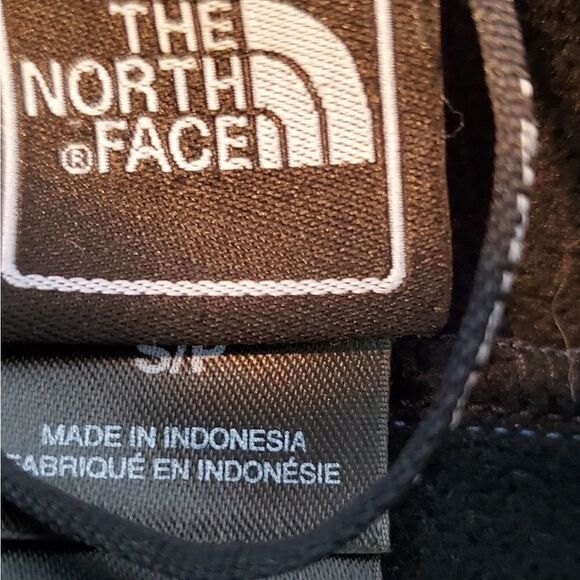 THE
NORTH
®FACE
S/P
MADE IN INDONESIA
FABRIQUÉ EN INDONÉSIE